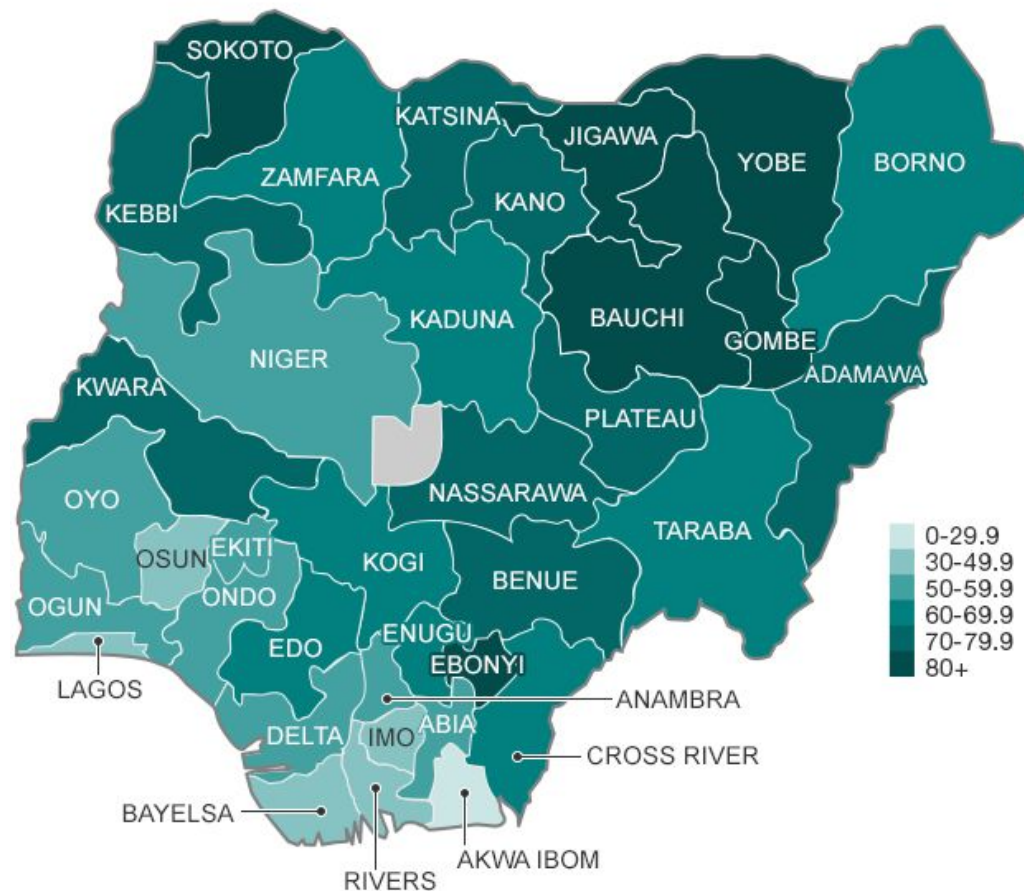 SOKOTO
KATSINA
JIGAWA
YOBE
BORNO
ZAMFARA
KANO
KEBBI
KADUNA
BAUCHI
GOMBE
NIGER
ADAMAWA
KWARA
PLATEAU
NASSARAWA
OYO
TARABA
OSUN
EKITI
KOGI
BENUE
OGUN
ONDO
EDO
ENUGU
EBONYI
LAGOS
ANAMBRA
DELTA
IMO
ABIA
CROSS RIVER
BAYELSA
AKWA IBOM
RIVERS
0-29.9
30-49.9
50-59.9
60-69.9
70-79.9
80+